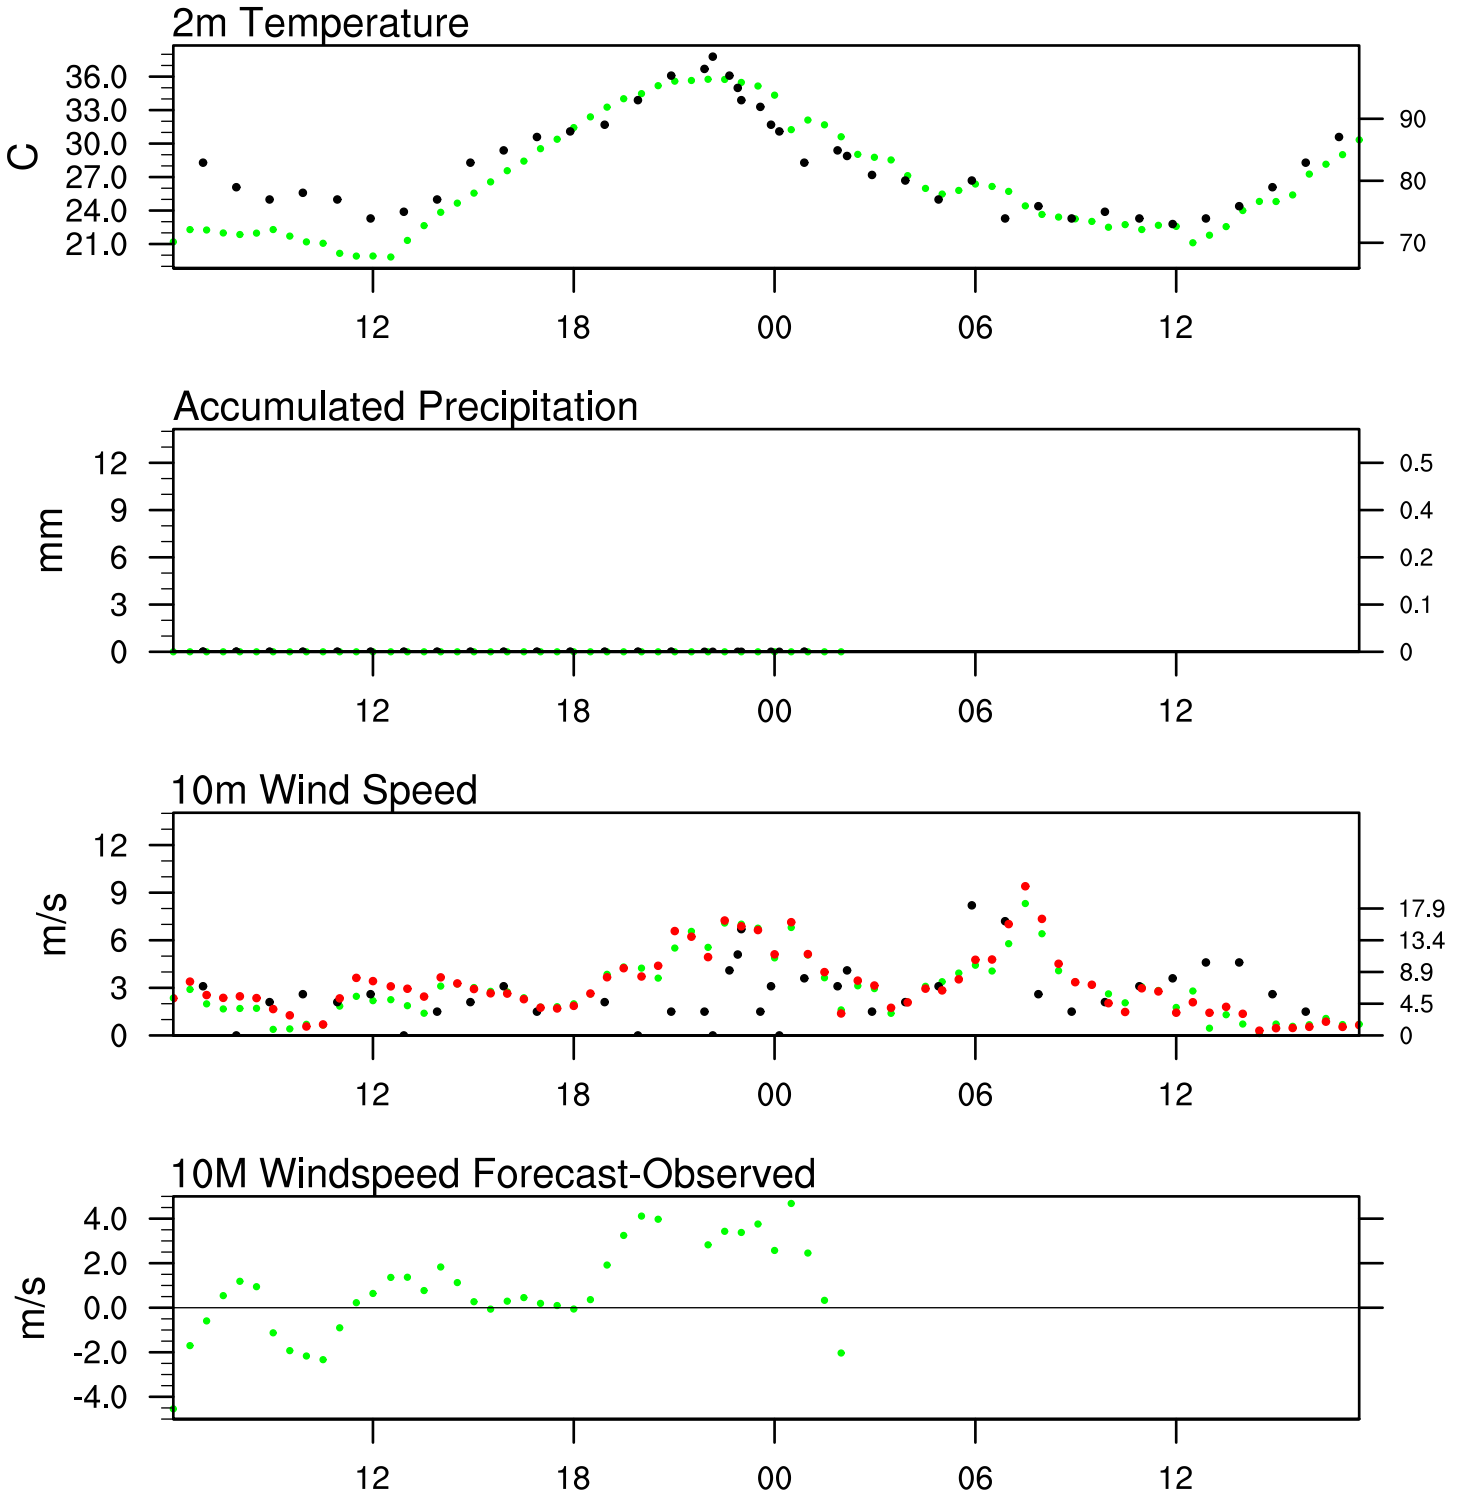 2m Temperature
C
36.0
33.0
30.0
27.0
24.0
21.0
90
80
70
12 18 00 06 12
Accumulated Precipitation
mm
12
9
6
3
0
0.5
0.4
0.2
0.1
0
12 18 00 06 12
10m Wind Speed
m/s
12
9
6
3
0
17.9
13.4
8.9
4.5
0
12 18 00 06 12
10M Windspeed Forecast-Observed
m/s
4.0
2.0
0.0
-2.0
-4.0
12 18 00 06 12